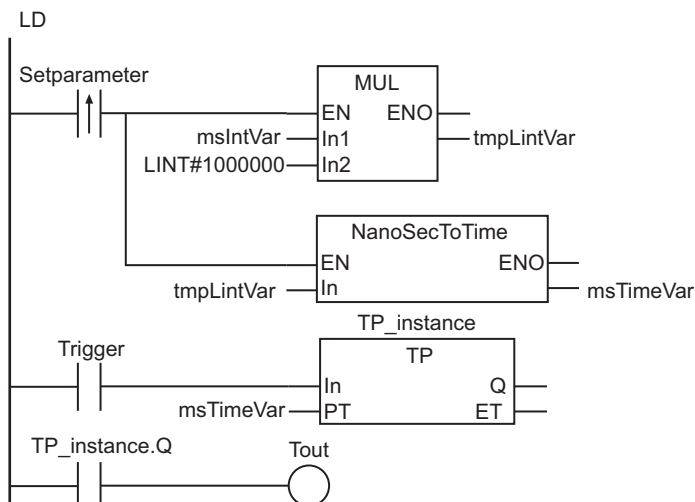 LD
Setparameter
MUL
EN ENO
msIntVar In1 tmpLintVar
LINT#1000000 In2
NanoSecToTime
EN ENO
tmpLintVar In msTimeVar
TP_instance
Trigger TP
In Q
msTimeVar PT ET
TP_instance.Q Tout